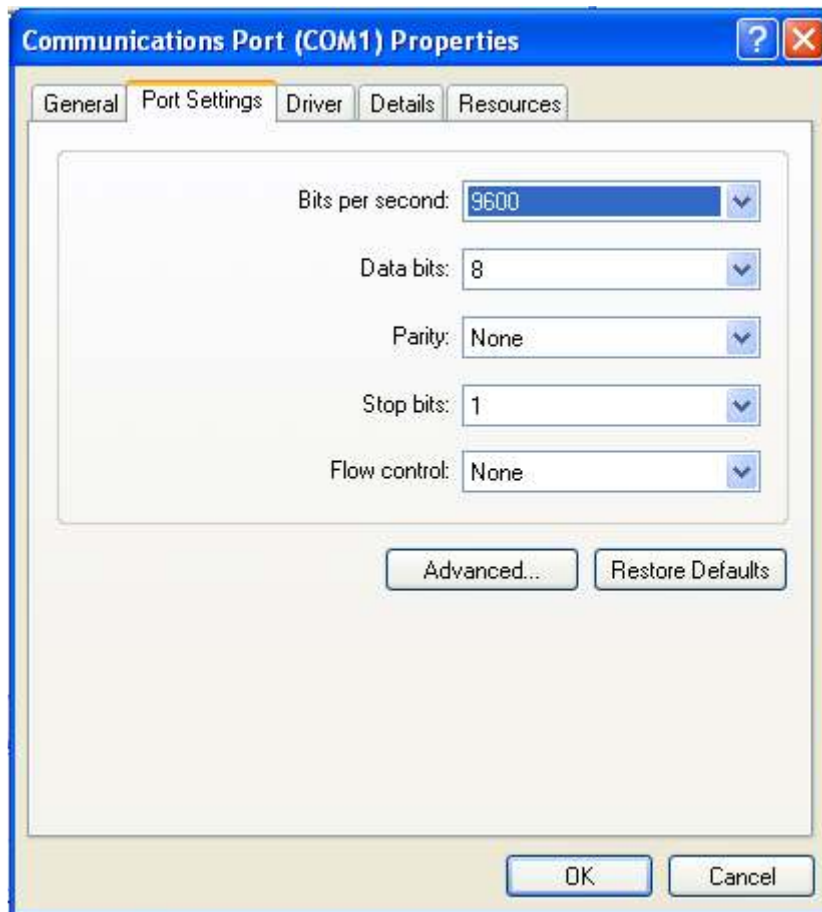 Communications Port (COM1) Properties
?
General Port Settings Driver Details Resources
Bits per second: 9600
Data bits: 8
Parity: None
Stop bits: 1
Flow control: None
Advanced... Restore Defaults
OK Cancel